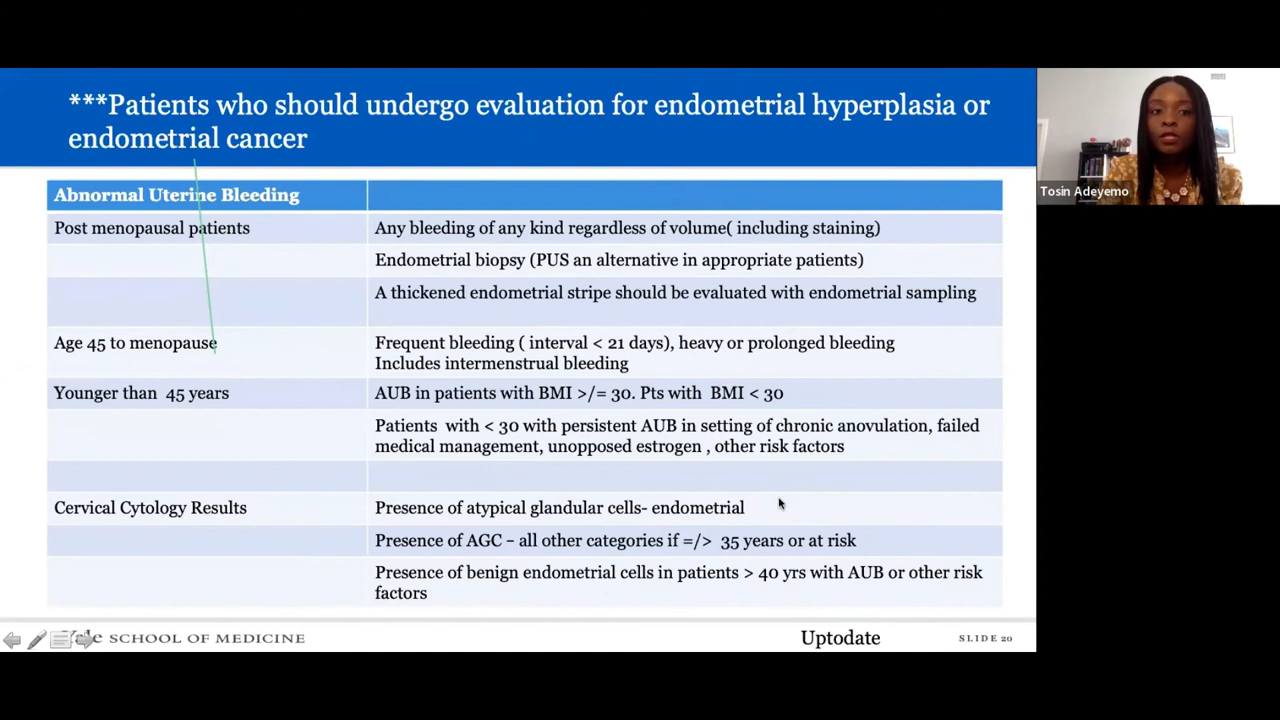 ***Patients who should undergo evaluation for endometrial hyperplasia or
endometrial cancer
Tosin Adeyemo
Abnormal Uterine Bleeding
Post menopausal patients
Any bleeding of any kind regardless of volume( including staining)
Endometrial biopsy (PUS an alternative in appropriate patients)
A thickened endometrial stripe should be evaluated with endometrial sampling
Age 45 to menopause
Frequent bleeding ( interval < 21 days), heavy or prolonged bleeding
Includes intermenstrual bleeding
Younger than  45 years
AUB in patients with BMI >/= 30. Pts with  BMI < 30
Patients  with < 30 with persistent AUB in setting of chronic anovulation, failed
medical management, unopposed estrogen , other risk factors
Cervical Cytology Results
Presence of atypical glandular cells- endometrial
Presence of AGC – all other categories if =/>  35 years or at risk
Presence of benign endometrial cells in patients > 40 yrs with AUB or other risk
factors
Yale SCHOOL OF MEDICINE
Uptodate
SLIDE 20